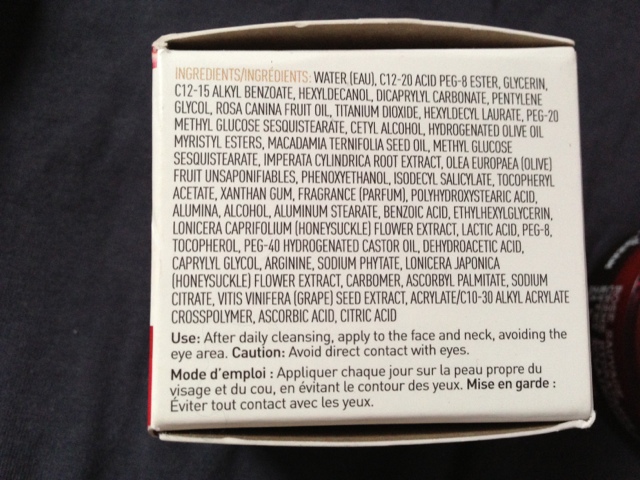 INGREDIENTS/INGRÉDIENTS: WATER (EAU), C12-20 ACID PEG-8 ESTER, GLYCERIN,
C12-15 ALKYL BENZOATE, HEXYLDECANOL, DICAPRYLYL CARBONATE, PENTYLENE
GLYCOL, ROSA CANINA FRUIT OIL, TITANIUM DIOXIDE, HEXYLDECYL LAURATE, PEG-20
METHYL GLUCOSE SESQUISTEARATE, CETYL ALCOHOL, HYDROGENATED OLIVE OIL
MYRISTYL ESTERS, MACADAMIA TERNIFOLIA SEED OIL, METHYL GLUCOSE
SESQUISTEARATE, IMPERATA CYLINDRICA ROOT EXTRACT, OLEA EUROPAEA (OLIVE)
FRUIT UNSAPONIFIABLES, PHENOXYETHANOL, ISODECYL SALICYLATE, TOCOPHERYL
ACETATE, XANTHAN GUM, FRAGRANCE (PARFUM), POLYHYDROXYSTEARIC ACID,
ALUMINA, ALCOHOL, ALUMINUM STEARATE, BENZOIC ACID, ETHYLHEXYLGLYCERIN,
LONICERA CAPRIFOLIUM (HONEYSUCKLE) FLOWER EXTRACT, LACTIC ACID, PEG-8,
TOCOPHEROL, PEG-40 HYDROGENATED CASTOR OIL, DEHYDROACETIC ACID,
CAPRYLYL GLYCOL, ARGININE, SODIUM PHYTATE, LONICERA JAPONICA
(HONEYSUCKLE) FLOWER EXTRACT, CARBOMER, ASCORBYL PALMITATE, SODIUM
CITRATE, VITIS VINIFERA (GRAPE) SEED EXTRACT, ACRYLATE/C10-30 ALKYL ACRYLATE
CROSSPOLYMER, ASCORBIC ACID, CITRIC ACID
Use: After daily cleansing, apply to the face and neck, avoiding the
eye area. Caution: Avoid direct contact with eyes.
Mode d'emploi : Appliquer chaque jour sur la peau propre du
visage et du cou, en évitant le contour des yeux. Mise en garde :
Éviter tout contact avec les yeux.